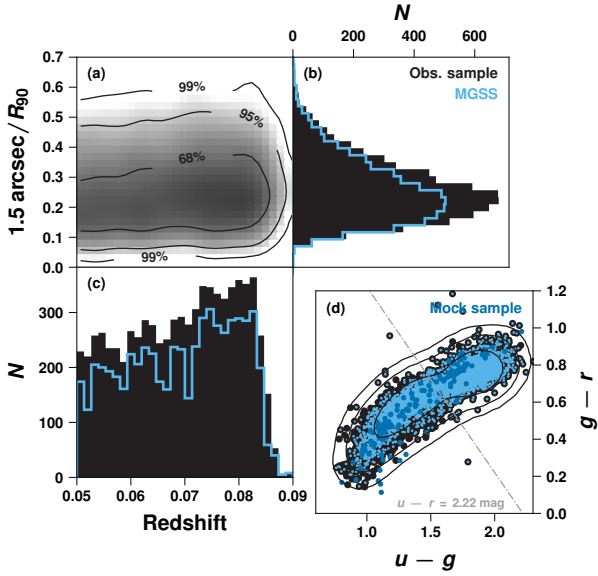 N
0 200 400 600
0.7 (a) 99% (b) Obs. sample
MGSS
0.6
95%
0.5
0.4
68%
0.3
0.2
0.1
99%
0.0
1.5 arcsec/R90
(c)
300
200
100
0
N
0.05 0.06 0.07 0.08 0.09
Redshift
(d) Mock sample
1.2
1.0
0.8
0.6
0.4
0.2
0.0
g − r
u − r = 2.22 mag
1.0 1.5 2.0
u − g